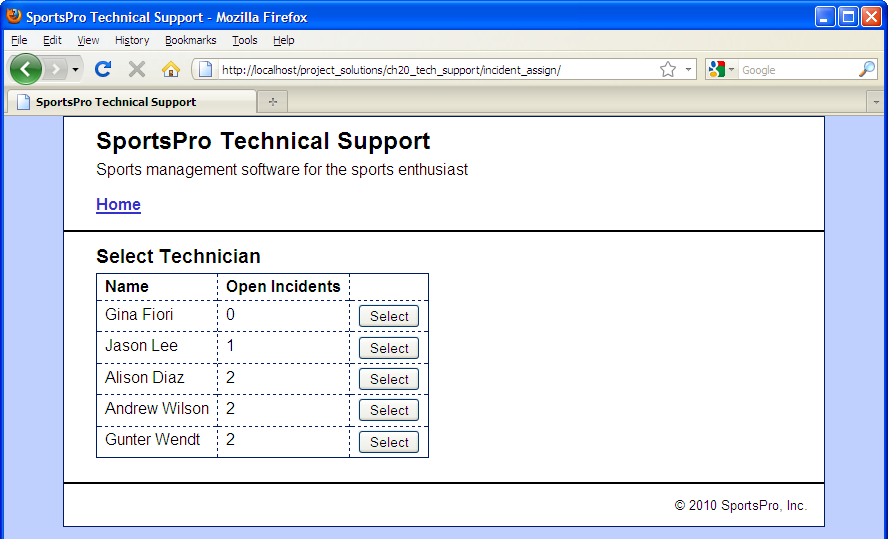 SportsPro Technical Support - Mozilla Firefox
File Edit View History Bookmarks Tools Help
http://localhost/project_solutions/ch20_tech_support/incident_assign/ Google
SportsPro Technical Support
SportsPro Technical Support
Sports management software for the sports enthusiast
Home
Select Technician
Name Open Incidents
Gina Fiori 0 Select
Jason Lee 1 Select
Alison Diaz 2 Select
Andrew Wilson 2 Select
Gunter Wendt 2 Select
© 2010 SportsPro, Inc.